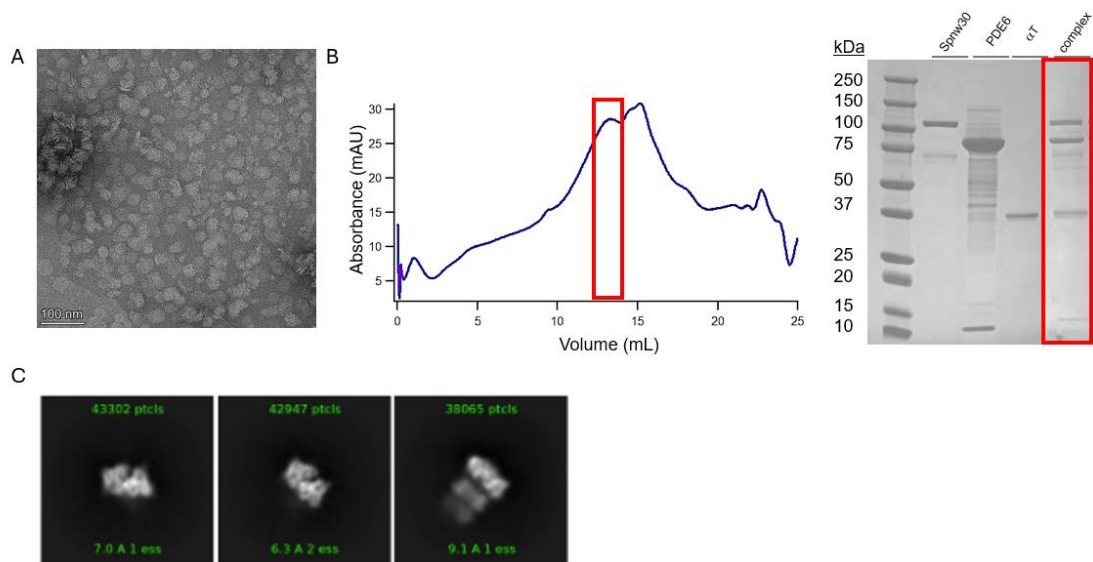 A
100 nm
B
Absorbance (mAU)
30
25
20
15
10
5
0 5 10 15 20 25
Volume (mL)
kDa
Spnw30 PDE6 αT complex
250
150
100
75
50
37
25
20
15
10
C
43302 ptcls 42947 ptcls 38065 ptcls
7.0 A 1 ess 6.3 A 2 ess 9.1 A 1 ess